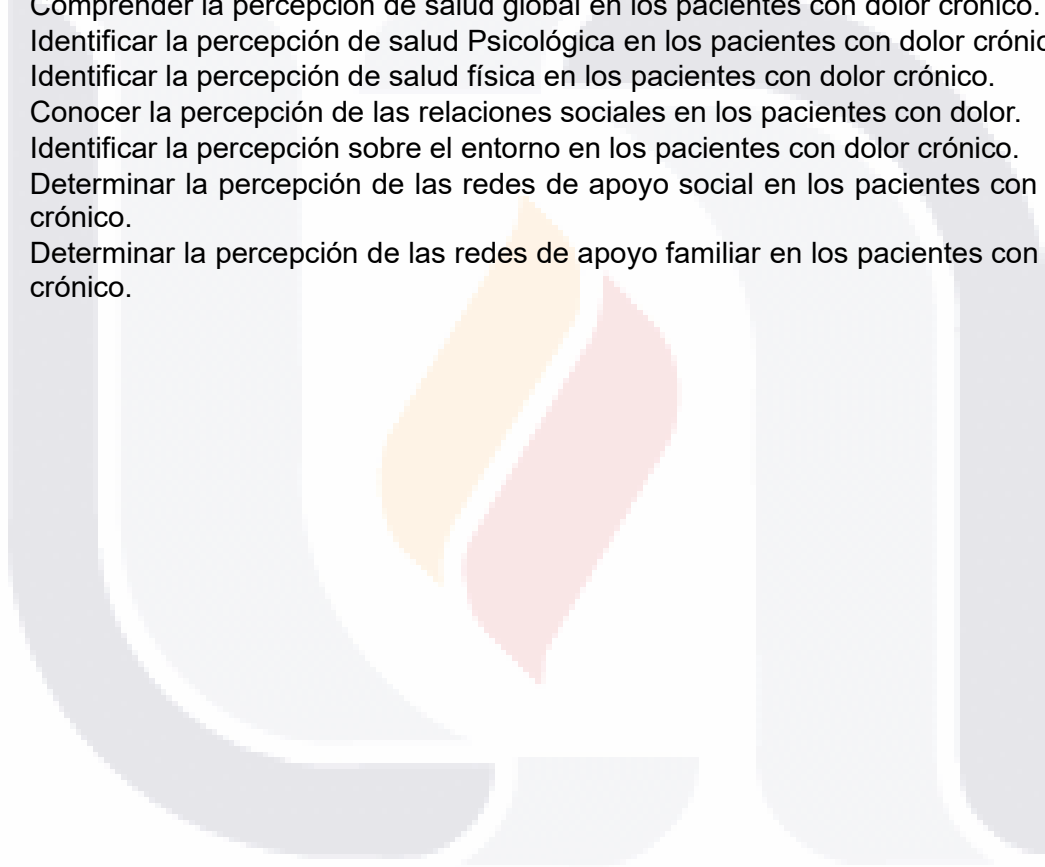 Comprender la percepción de salud global en los pacientes con dolor crónico.
Identificar la percepción de salud Psicológica en los pacientes con dolor
Identificar la percepción de salud física en los pacientes con dolor crónico.
Conocer la percepción de las relaciones sociales en los pacientes con dolor.
Identificar la percepción sobre el entorno en los pacientes con dolor crónico.
Determinar la percepción de las redes de apoyo social en los pacientes con
crónico.
Determinar la percepción de las redes de apoyo familiar en los pacientes con
crónico.